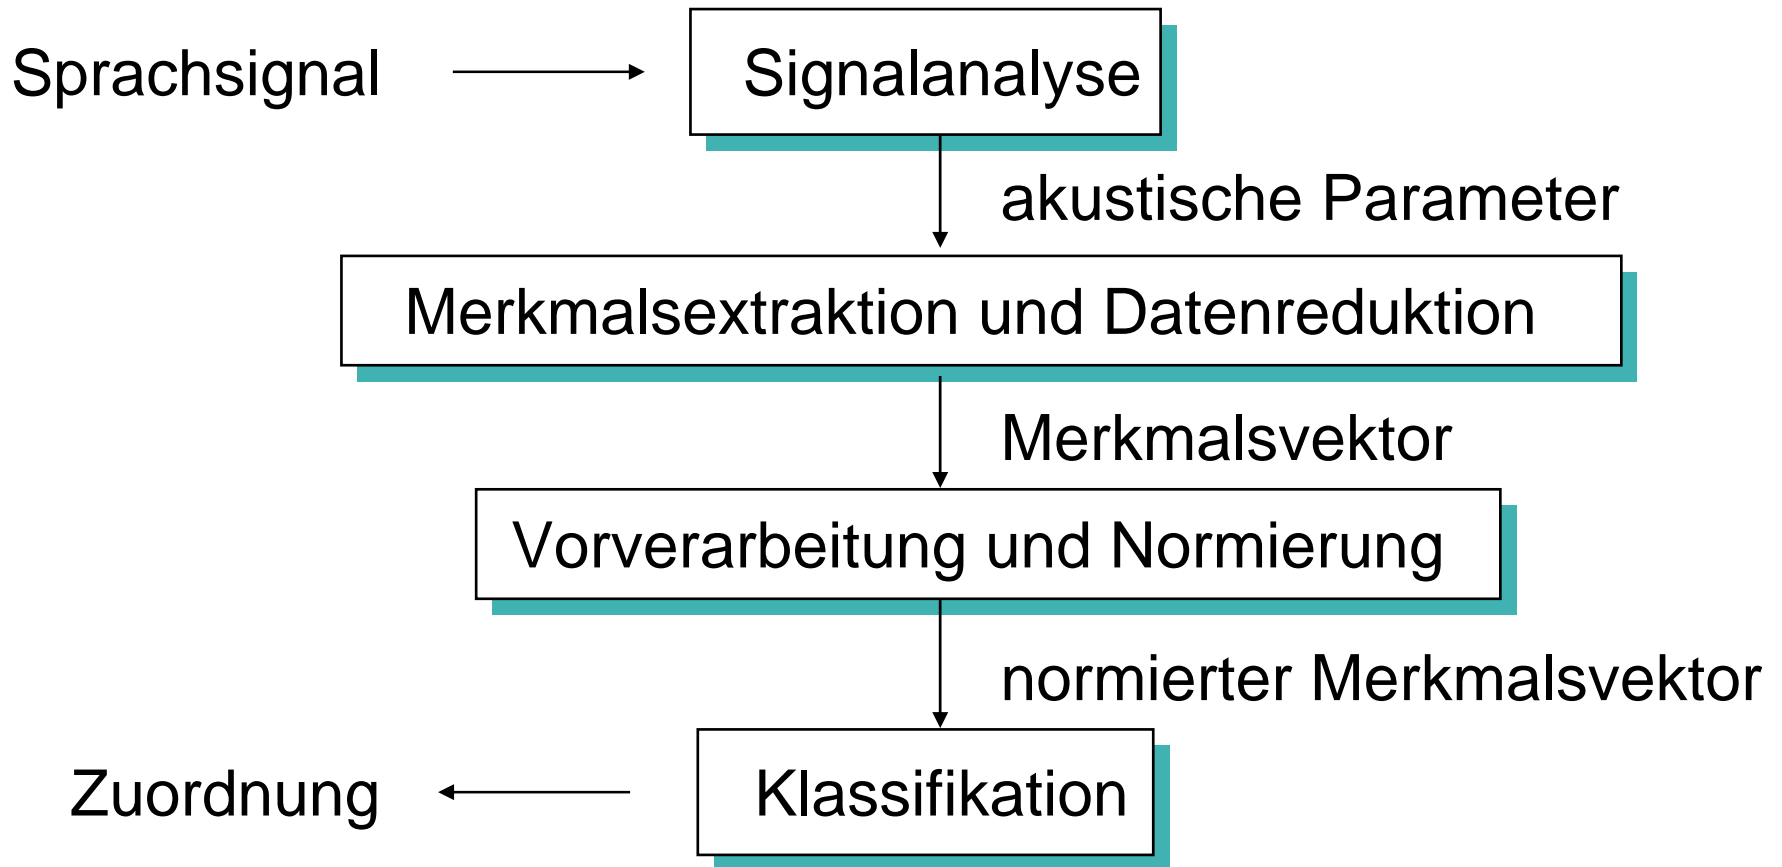 Sprachsignal
Signalanalyse
akustische Parameter
Merkmalsextraktion und Datenreduktion
Merkmalsvektor
Vorverarbeitung und Normierung
normierter Merkmalsvektor
Klassifikation
Zuordnung